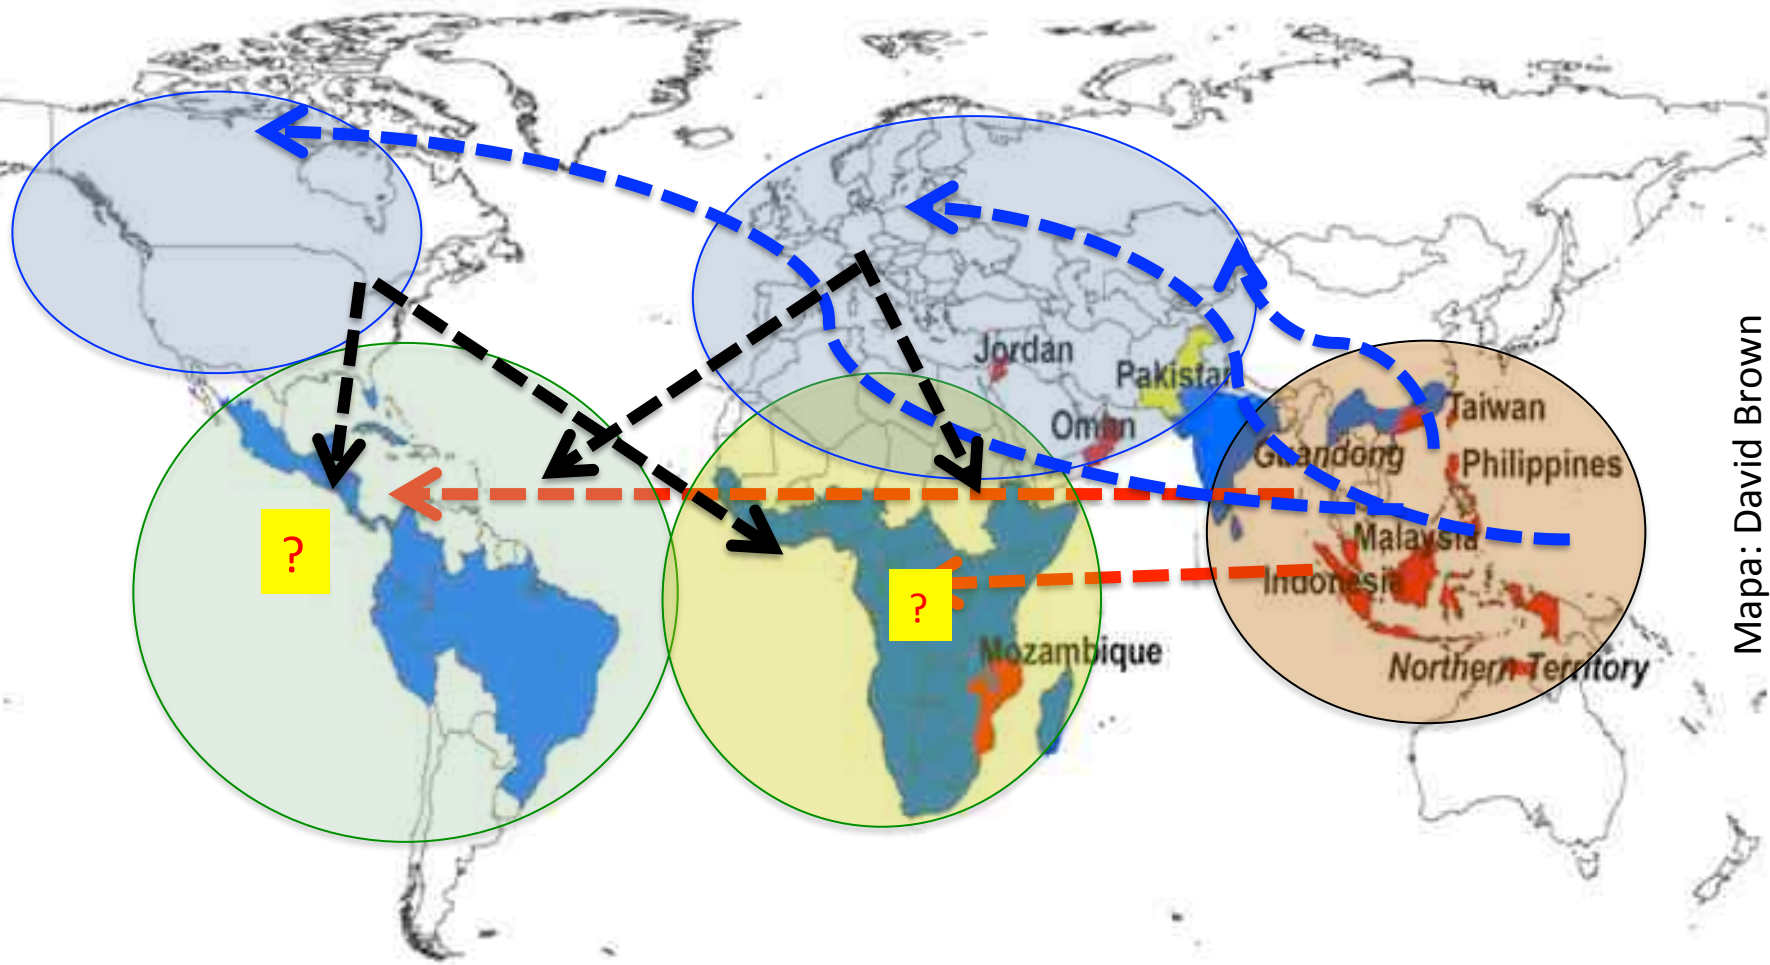 Jordan
Pakistan
Oman
Taiwan
Guandong
Philippines
Malaysia
Indonesia
?
?
Mozambique
Northern Territory
Mapa: David Brown